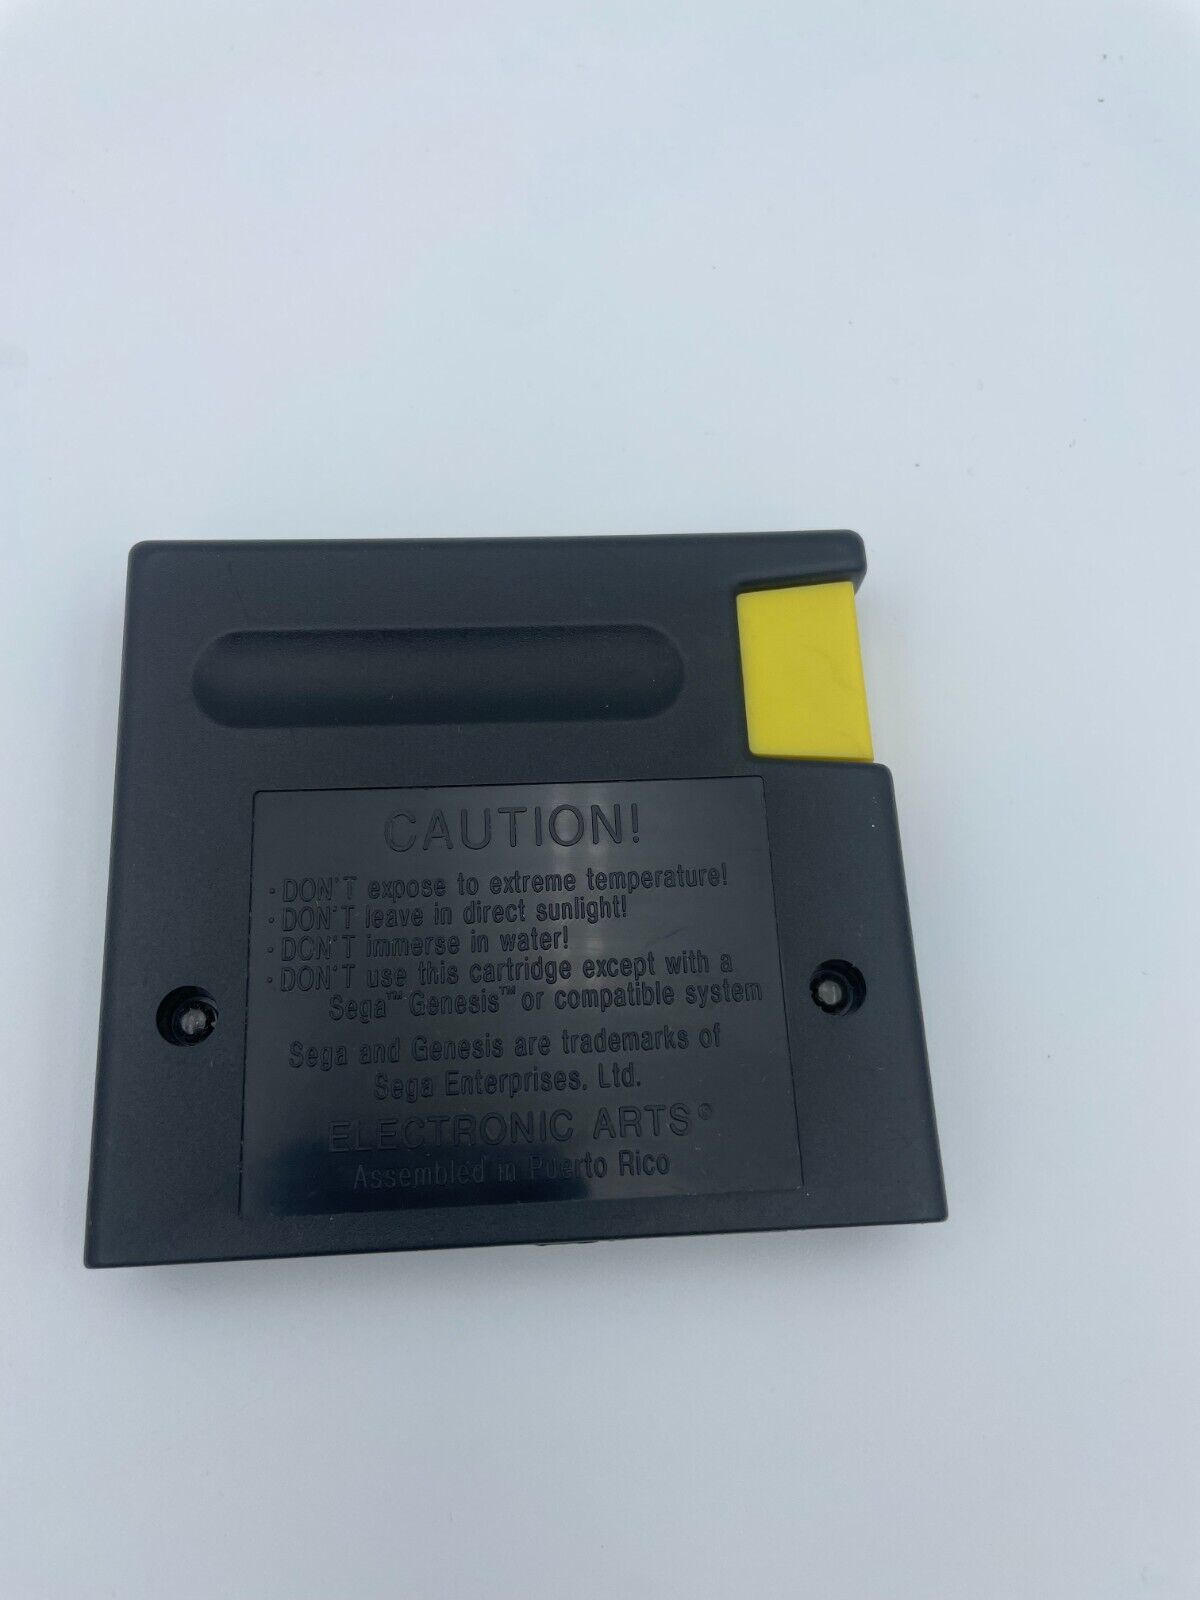 CAUTION!
· DON'T expose to extreme temperature!
· DON'T leave in direct sunlight!
· DON'T immerse in water!
· DON'T use this cartridge except with a
Sega™ Genesis™ or compatible system
Sega and Genesis are trademarks of
Sega Enterprises, Ltd.
ELECTRONIC ARTS®
Assembled in Puerto Rico